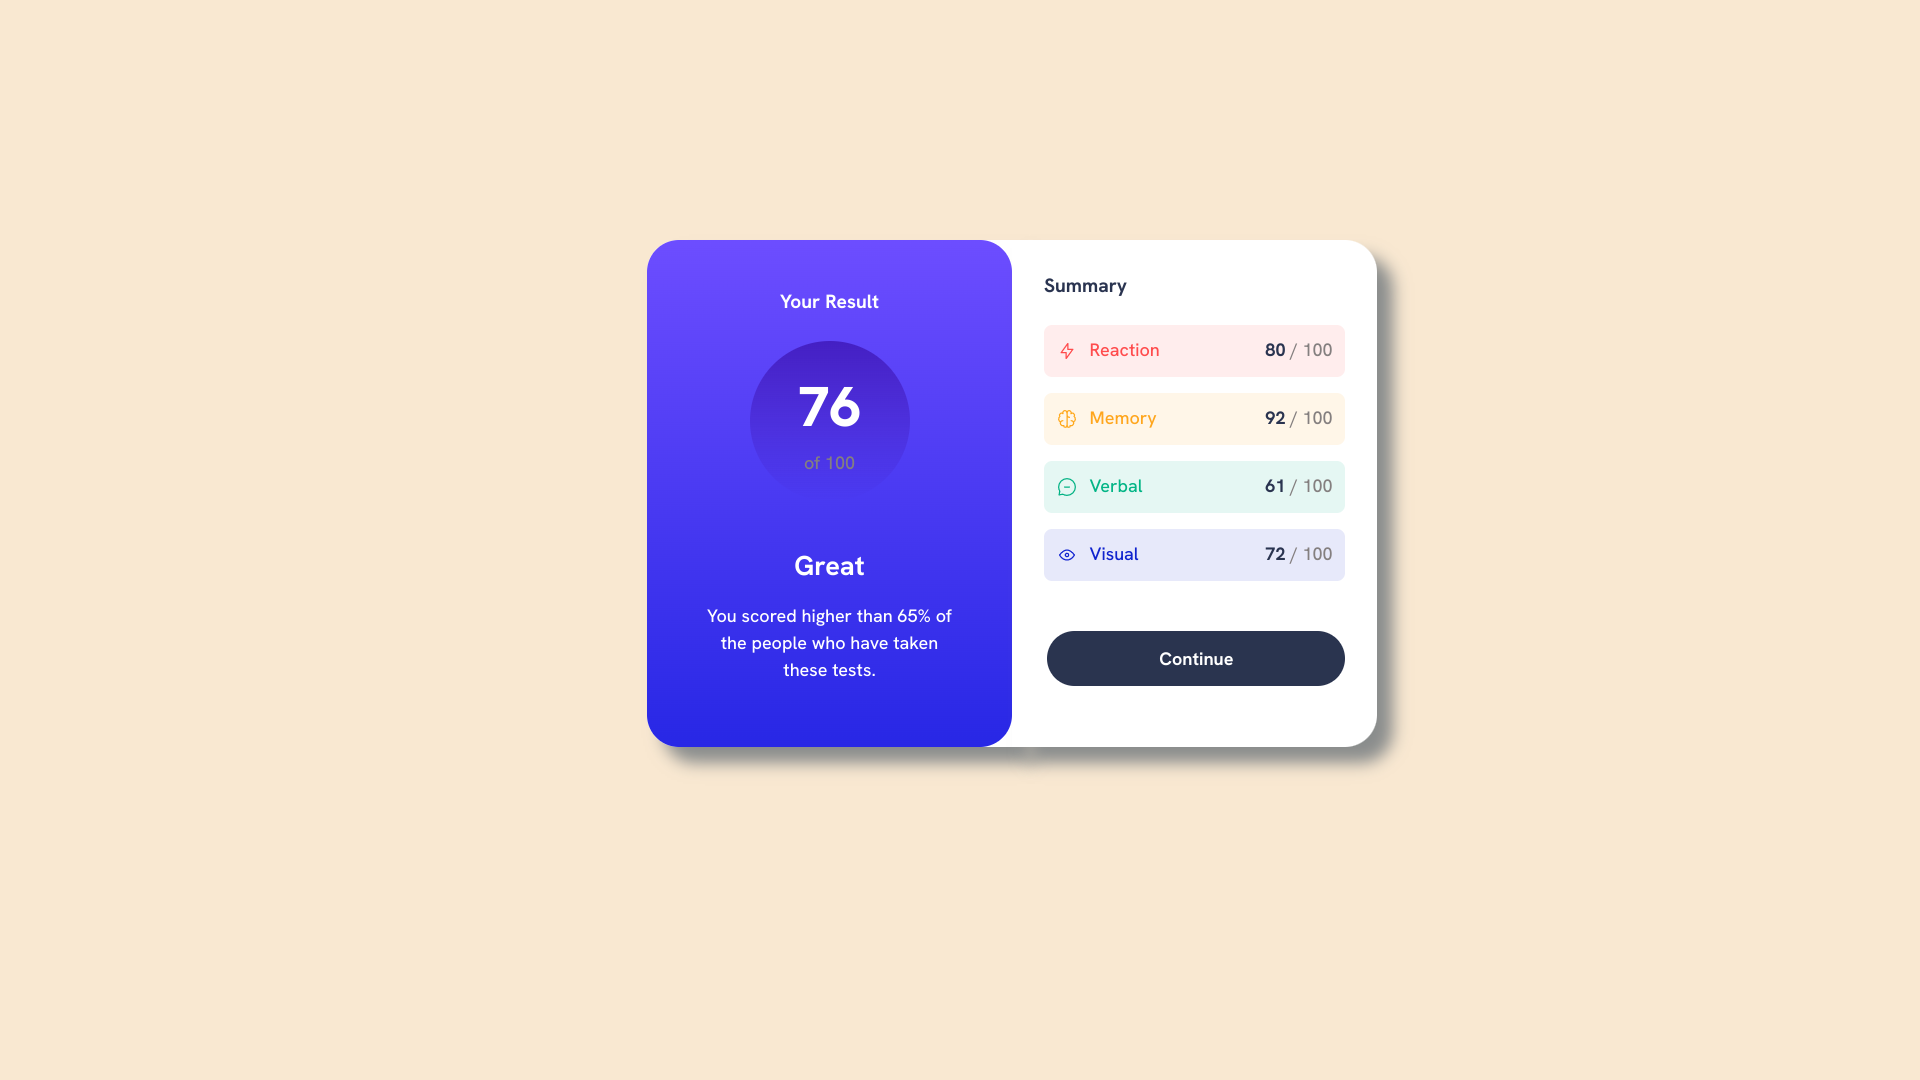 Your Result
76
of 100
Great
You scored higher than 65% of
the people who have taken
these tests.
Summary
Reaction 80 / 100
Memory 92 / 100
Verbal 61 / 100
Visual 72 / 100
Continue